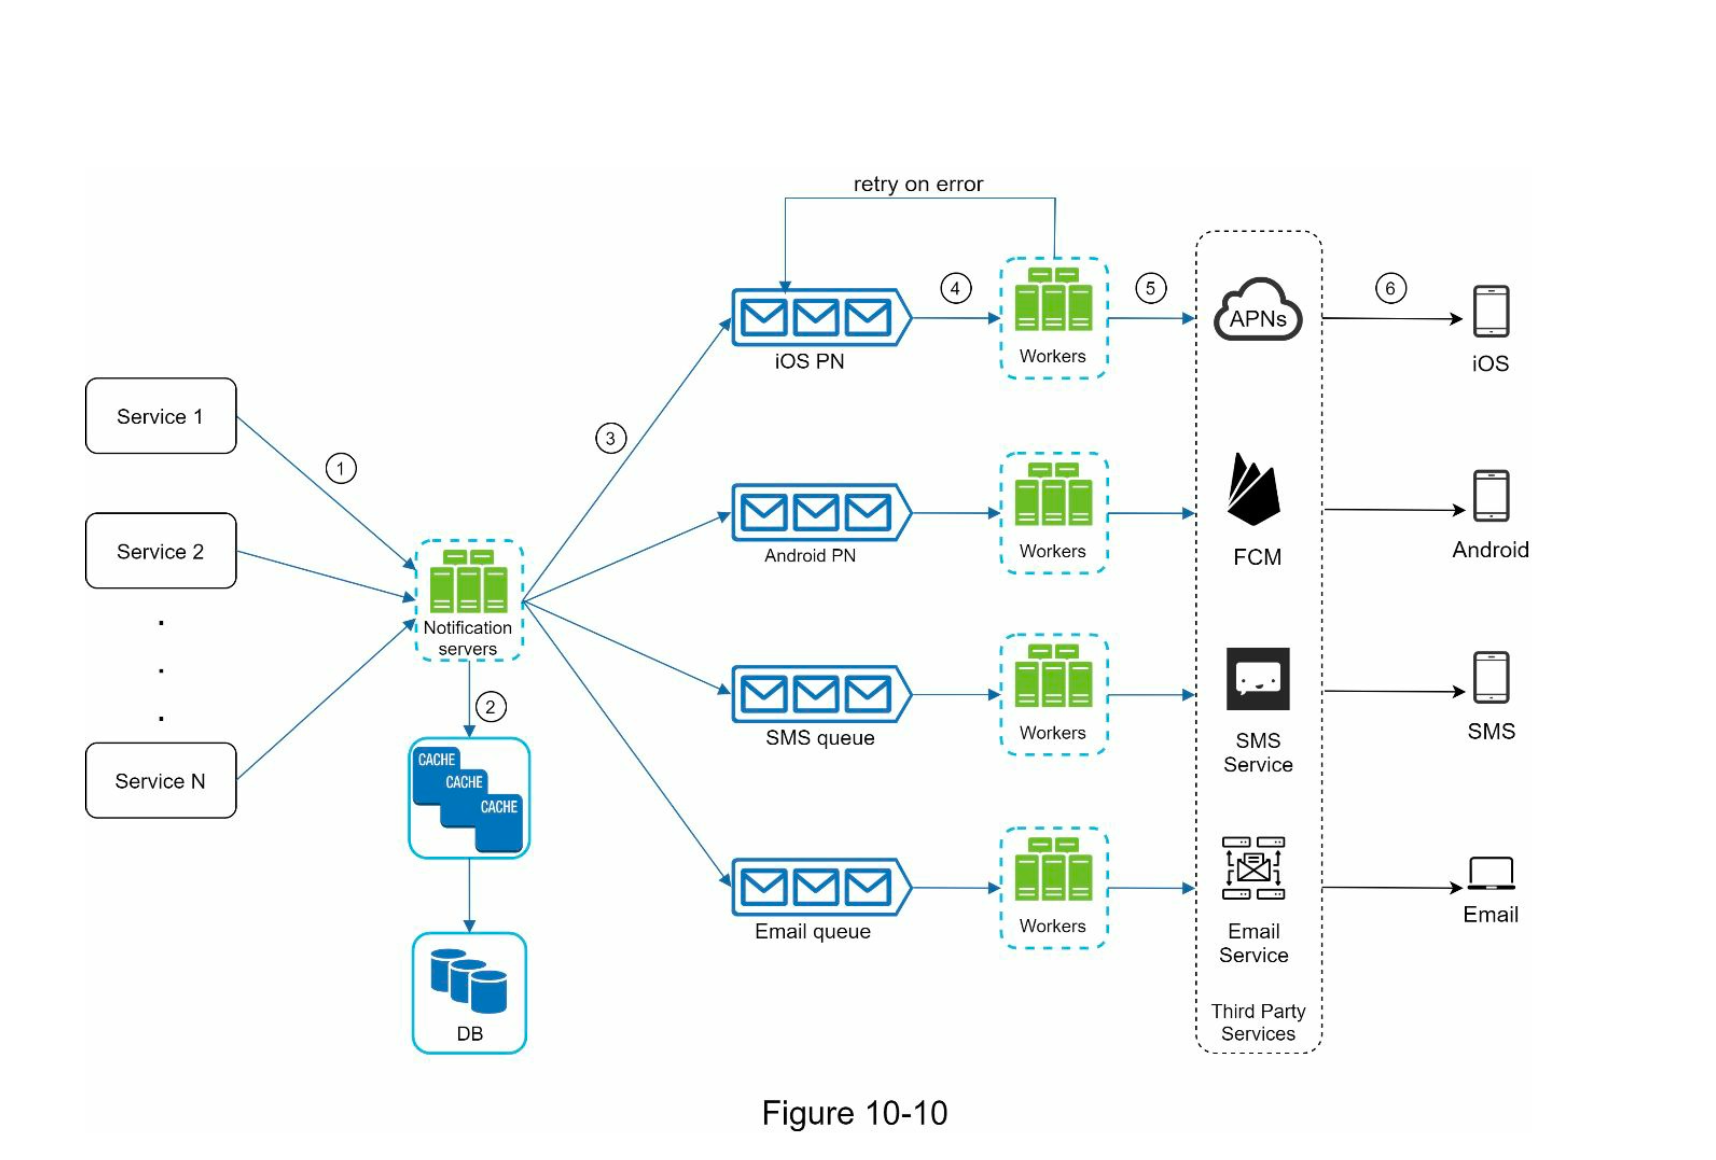 retry on error
4
5
6
APNs
iOS PN
Workers
iOS
Service 1
3
1
Service 2
Android PN
Workers
FCM
Android
.
.
.
Notification
servers
2
SMS queue
Workers
SMS
Service
SMS
Service N
CACHE
CACHE
CACHE
Email queue
Workers
Email
Service
Email
DB
Third Party
Services
Figure 10-10